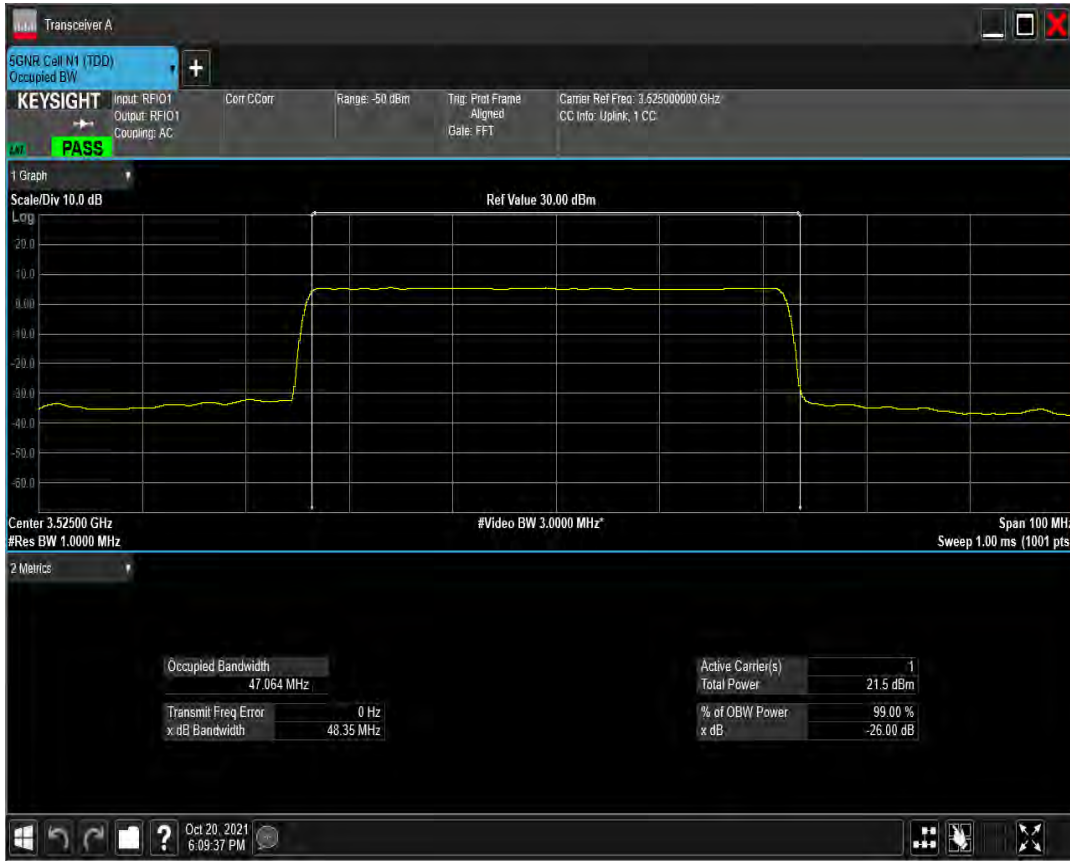 Transceiver A
5GNR Cell N1 (TDD)
Occupied BW
+
KEYSIGHT
Input: RFIO1
Output: RFIO1
Coupling: AC
Corr CCorr
Range: -50 dBm
Trig: Prot Frame
Aligned
Gate: FFT
Carrier Ref Freq: 3.525000000 GHz
CC Info: Uplink, 1 CC
PASS
1 Graph
Scale/Div 10.0 dB
Ref Value 30.00 dBm
Log
20.0
10.0
0.00
-10.0
-20.0
-30.0
-40.0
-50.0
-60.0
Center 3.52500 GHz
#Video BW 3.0000 MHz*
Span 100 MHz
#Res BW 1.0000 MHz
Sweep 1.00 ms (1001 pts
2 Metrics
Occupied Bandwidth
47.064 MHz
Transmit Freq Error 0 Hz
x dB Bandwidth 48.35 MHz
Active Carrier(s) 1
Total Power 21.5 dBm
% of OBW Power 99.00 %
x dB -26.00 dB
?
Oct 20, 2021
6:09:37 PM